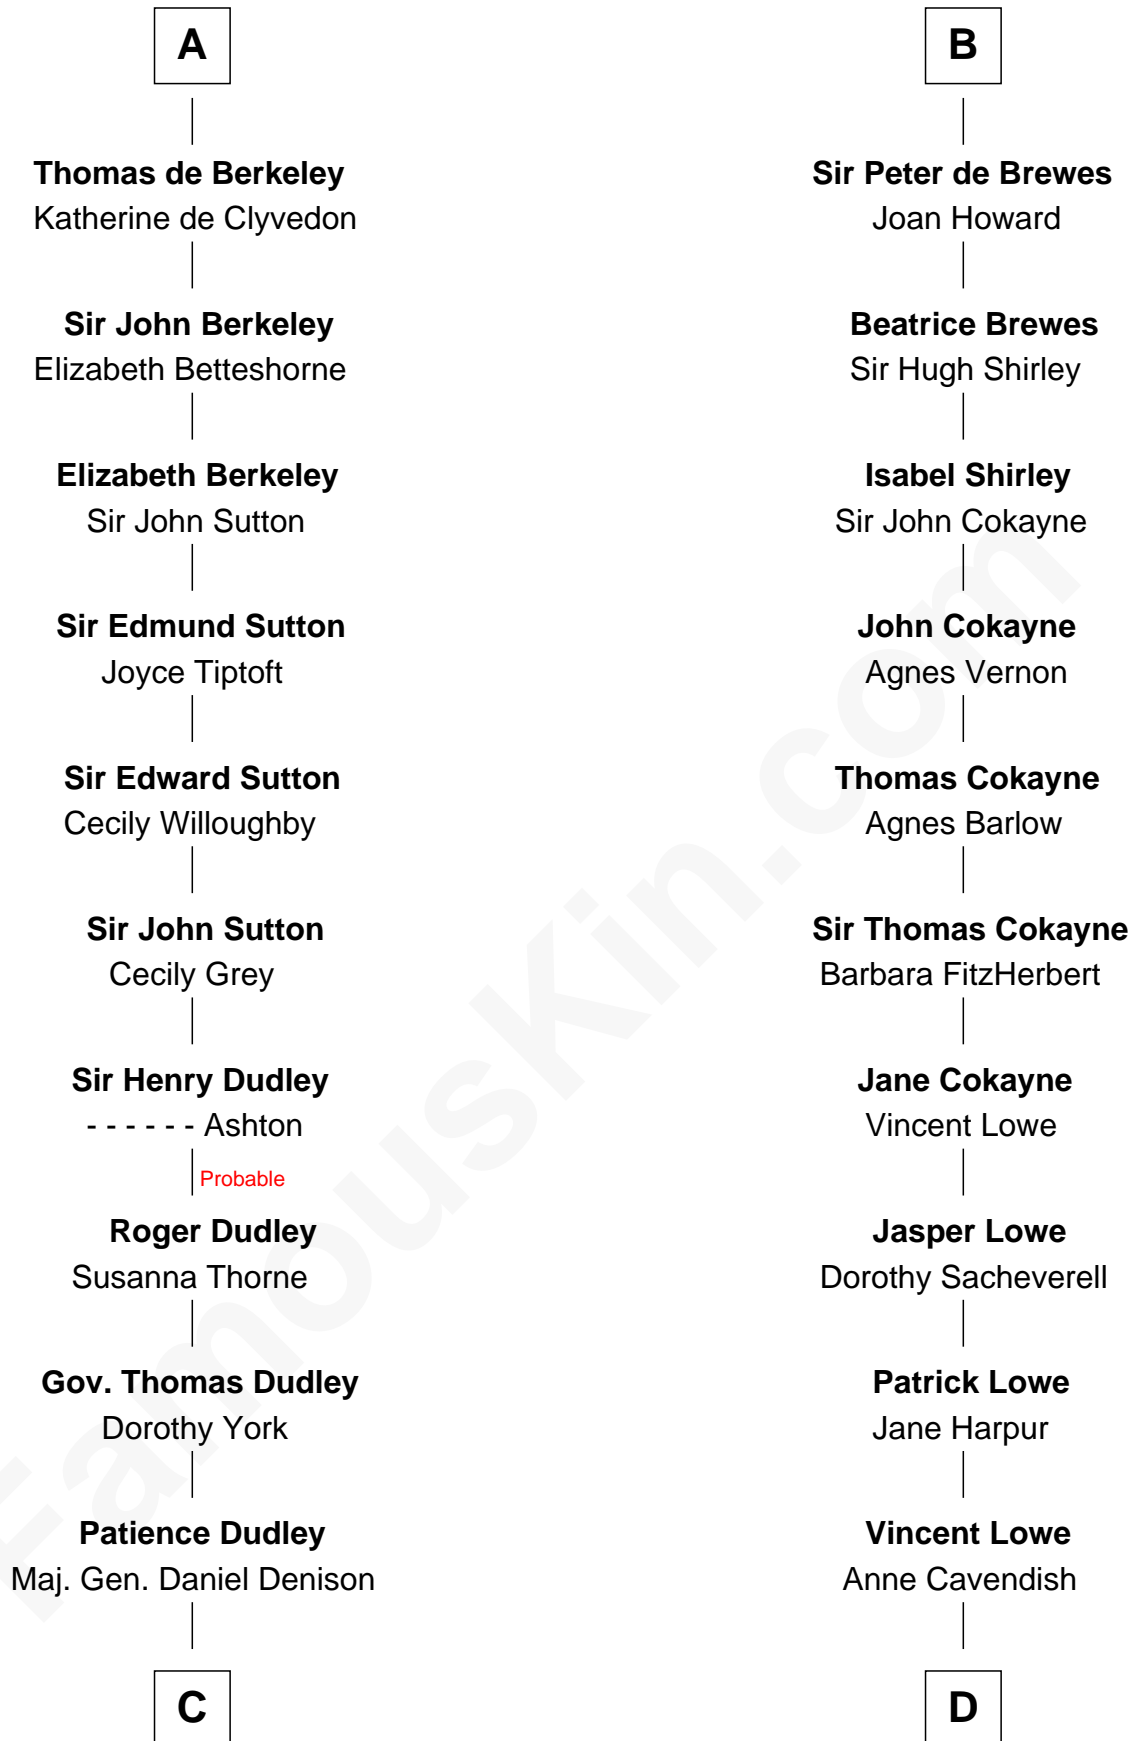 A
Thomas de Berkeley
Katherine de Clyvedon
Sir John Berkeley
Elizabeth Betteshorne
Elizabeth Berkeley
Sir John Sutton
Sir Edmund Sutton
Joyce Tiptoft
Sir Edward Sutton
Cecily Willoughby
Sir John Sutton
Cecily Grey
Sir Henry Dudley
- - - - - - Ashton
Probable
Roger Dudley
Susanna Thorne
Gov. Thomas Dudley
Dorothy York
Patience Dudley
Maj. Gen. Daniel Denison
C
B
Sir Peter de Brewes
Joan Howard
Beatrice Brewes
Sir Hugh Shirley
Isabel Shirley
Sir John Cokayne
John Cokayne
Agnes Vernon
Thomas Cokayne
Agnes Barlow
Sir Thomas Cokayne
Barbara FitzHerbert
Jane Cokayne
Vincent Lowe
Jasper Lowe
Dorothy Sacheverell
Patrick Lowe
Jane Harpur
Vincent Lowe
Anne Cavendish
D
FamousKin.com